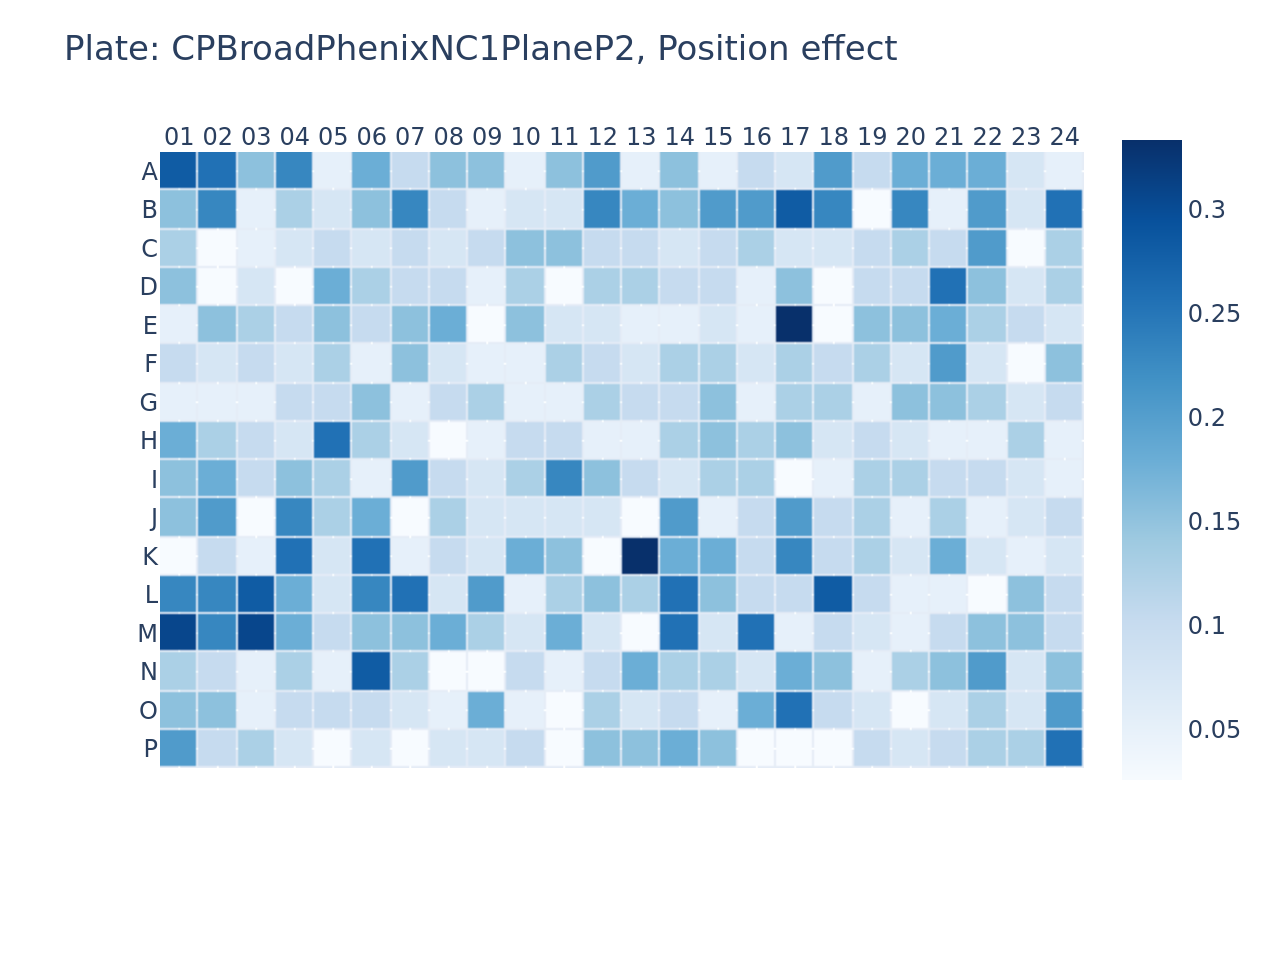 Plate: CPBroadPhenixNC1PlaneP2, Position effect
01 02 03 04 05 06 07 08 09 10 11 12 13 14 15 16 17 18 19 20 21 22 23 24
A
B
C
D
E
F
G
H
I
J
K
L
M
N
O
P
0.3
0.25
0.2
0.15
0.1
0.05